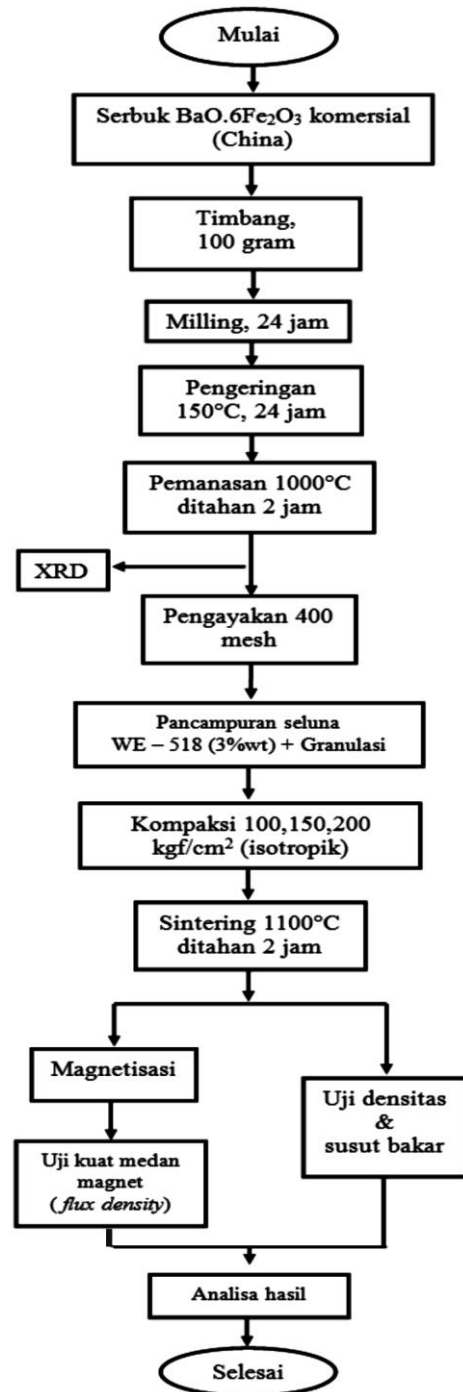 Mulai
Serbuk BaO.6Fe₂O₃ komersial
(China)
Timbang,
100 gram
Milling, 24 jam
Pengeringan
150°C, 24 jam
Pemanasan 1000°C
ditahan 2 jam
XRD
Pengayakan 400
mesh
Pancampuran seluna
WE – 518 (3%wt) + Granulasi
Kompaksi 100,150,200
kgf/cm² (isotropik)
Sintering 1100°C
ditahan 2 jam
Magnetisasi
Uji kuat medan
magnet
( flux density)
Uji densitas
&
susut bakar
Analisa hasil
Selesai